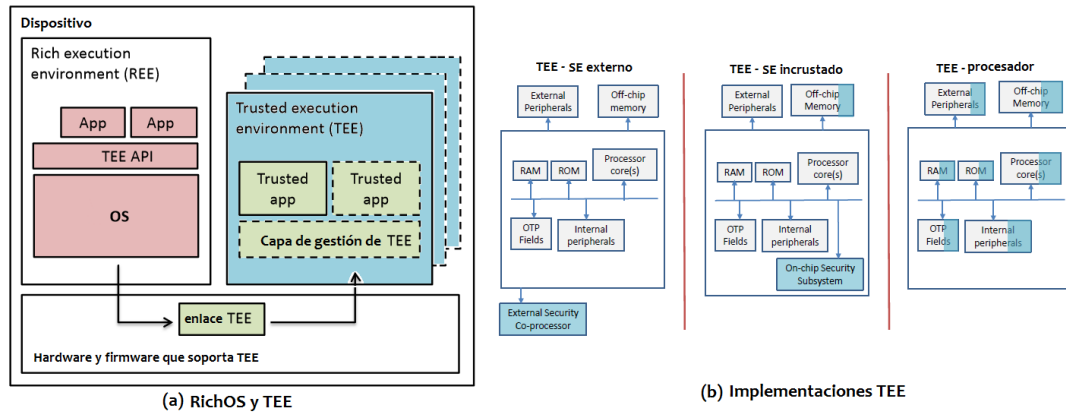 Dispositivo
Rich execution
environment (REE)
App
App
TEE API
OS
Trusted execution
environment (TEE)
Trusted
app
Trusted
app
Capa de gestión de TEE
enlace TEE
Hardware y firmware que soporta TEE
(a) RichOS y TEE
TEE - SE externo
External
Peripherals
Off-chip
memory
RAM
ROM
Processor
core(s)
OTP
Fields
Internal
peripherals
External Security
Co-processor
TEE - SE incrustado
External
Peripherals
Off-chip
Memory
RAM
ROM
Processor
core(s)
OTP
Fields
Internal
peripherals
On-chip Security
Subsystem
TEE - procesador
External
Peripherals
Off-chip
Memory
RAM
ROM
Processor
core(s)
OTP
Fields
Internal
peripherals
(b) Implementaciones TEE